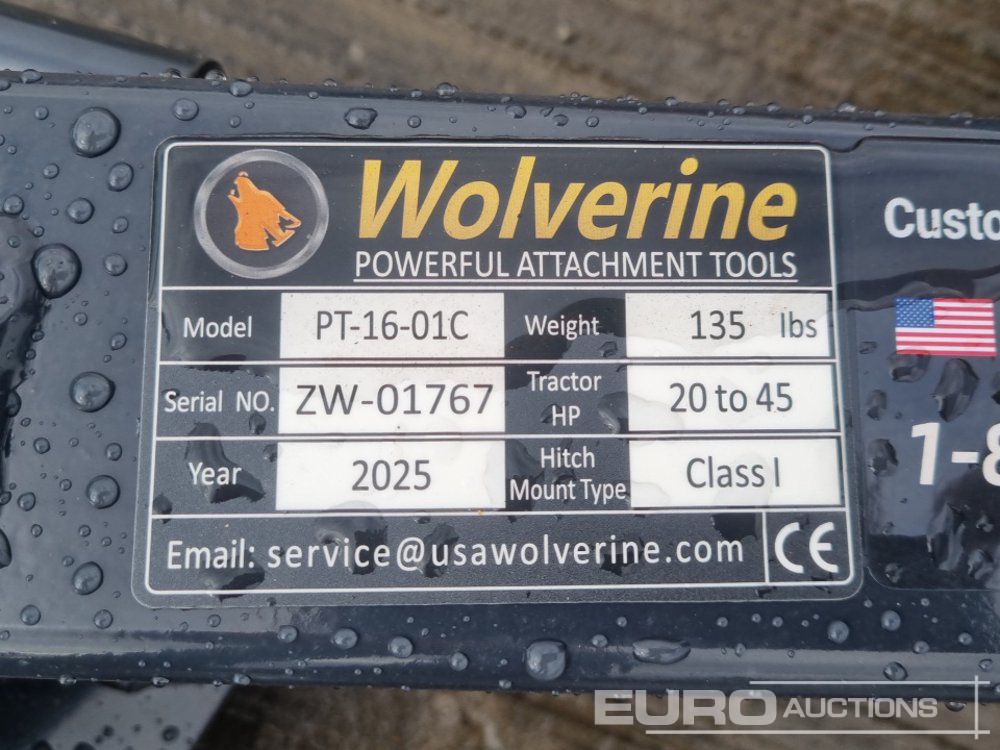 Wolverine
POWERFUL ATTACHMENT TOOLS
Model PT-16-01C Weight 135 lbs
Serial NO. ZW-01767 Tractor HP 20 to 45
Year 2025 Hitch Mount Type Class I
Email: service@usawolverine.com CE
Custo
1-8
EURO AUCTIONS